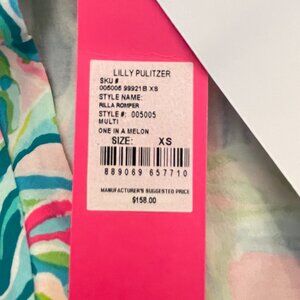 LILLY PULITZER
SKU #
005005 99921B XS
STYLE NAME:
RILLA ROMPER
STYLE #: 005005
MULTI
ONE IN A MELON
SIZE: XS
889069 657710
MANUFACTURER'S SUGGESTED PRICE
$158.00